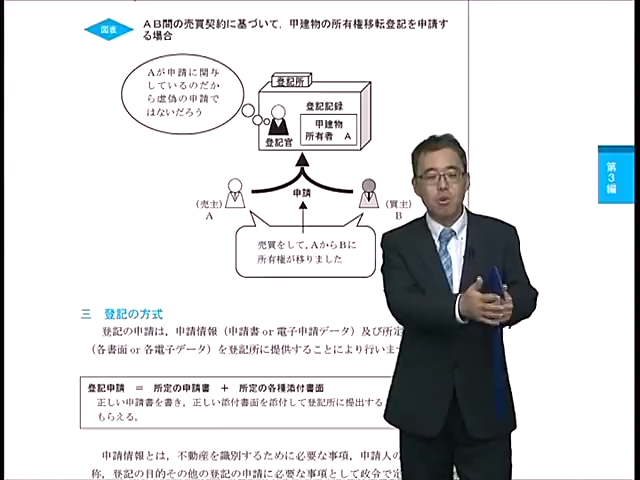 図表
ＡＢ間の売買契約に基づいて，甲建物の所有権移転登記を申請す
る場合
Ａが申請に関与
しているのだか
ら虚偽の申請で
はないだろう
登記所
登記記録
甲建物
所有者　Ａ
登記官
申請
（売主）
Ａ
（買主）
Ｂ
売買をして，ＡからＢに
所有権が移りました
第3編
三　登記の方式
登記の申請は，申請情報（申請書 or 電子申請データ）及び所定
（各書面 or 各電子データ）を登記所に提供することにより行いま
登記申請　＝　所定の申請書　＋　所定の各種添付書面
正しい申請書を書き，正しい添付書面を添付して登記所に提出する
もらえる。
申請情報とは，不動産を識別するために必要な事項，申請人の
称，登記の目的その他の登記の申請に必要な事項として政令で定